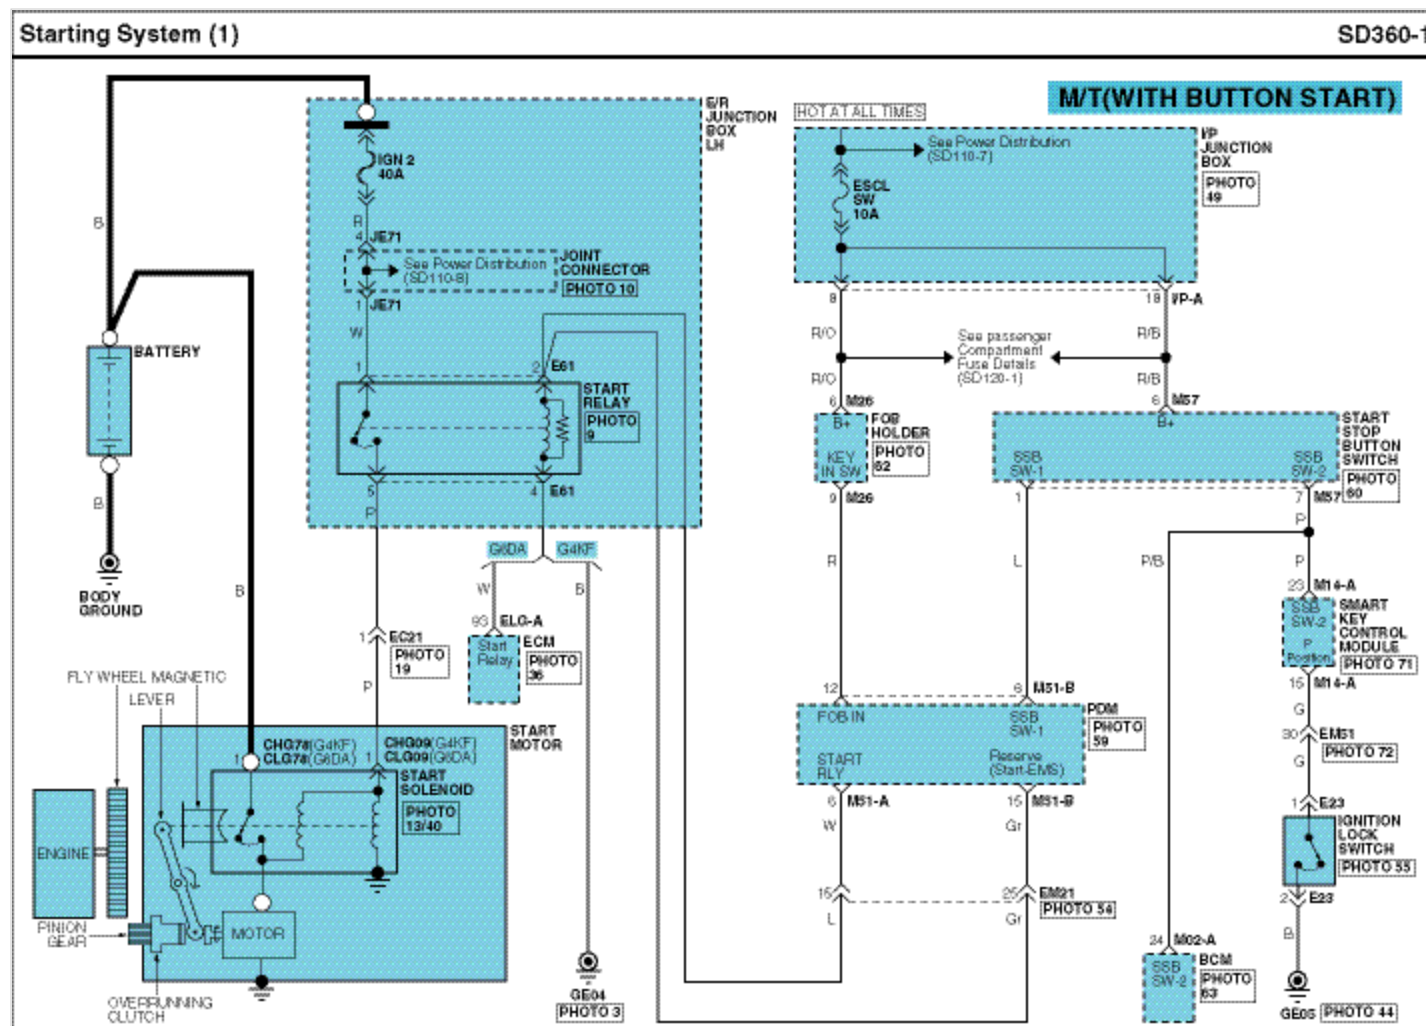 Starting System (1)
SD360-1
M/T(WITH BUTTON START)
E/R
JUNCTION
BOX
LH
HOT AT ALL TIMES
See Power Distribution
(SD110-7)
I/P
JUNCTION
BOX
PHOTO
49
IGN 2
40A
ESCL
SW
10A
B
R
4
JE71
See Power Distribution
(SD110-8)
JOINT
CONNECTOR
PHOTO 10
1
JE71
8
18
I/P-A
W
R/O
See passenger
Compartment
Fuse Details
(SD120-1)
R/B
BATTERY
1
2
E61
R/O
R/B
START
RELAY
PHOTO
9
6
M26
B+
KEY
IN SW
FOB
HOLDER
PHOTO
62
6
M57
B+
SSB
SW-1
SSB
SW-2
START
STOP
BUTTON
SWITCH
PHOTO
60
5
4
E61
9
M26
1
7
M57
B
P
P
G6DA
G4KF
R
L
P/B
P
BODY
GROUND
B
W
B
23
M14-A
93
ELG-A
Start
Relay
ECM
PHOTO
36
SSB
SW-2
P
Position
SMART
KEY
CONTROL
MODULE
PHOTO 71
1
EC21
PHOTO
19
FLY WHEEL
MAGNETIC
LEVER
P
12
6
M51-B
15
M14-A
FOB IN
SSB
SW-1
START
RLY
Reserve
(Start-EMS)
PDM
PHOTO
59
G
START
MOTOR
1
CHG78(G4KF)
CLG78(G6DA)
1
CHG09(G4KF)
CLG09(G6DA)
30
EM51
PHOTO 72
G
START
SOLENOID
PHOTO
13/40
6
M51-A
15
M51-B
1
E23
W
Gr
IGNITION
LOCK
SWITCH
PHOTO 55
ENGINE
15
25
EM21
PHOTO 54
2
E23
L
Gr
B
PINION
GEAR
MOTOR
24
M02-A
SSB
SW-2
BCM
PHOTO
63
OVERRUNNING
CLUTCH
GE04
PHOTO 3
GE05
PHOTO 44